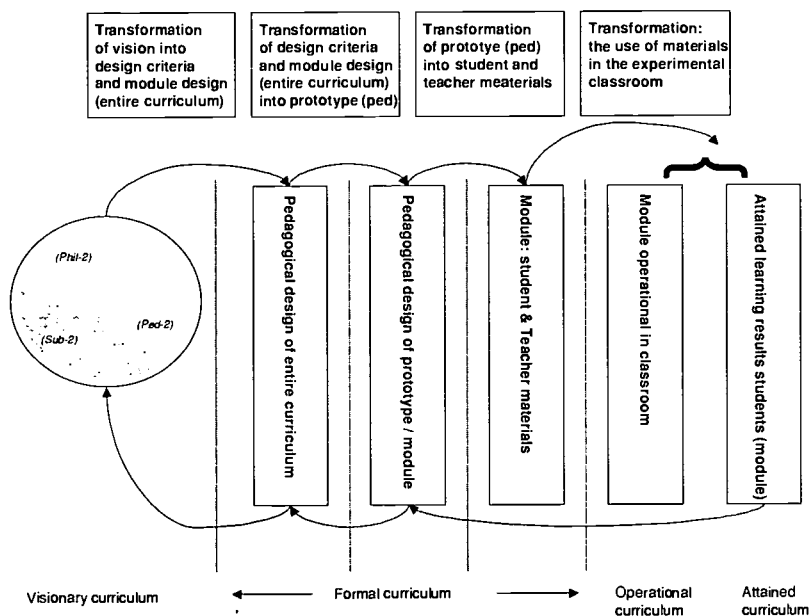 Transformation
of vision into
design criteria
and module design
(entire curriculum)
Transformation
of design criteria
and module design
(entire curriculum)
into prototype (ped)
Transformation
of prototye (ped)
into student and
teacher meaterials
Transformation:
the use of materials
in the experimental
classroom
(Phil-2)
(Ped-2)
(Sub-2)
Pedagogical design of entire curriculum
Pedagogical design of prototype / module
Module: student & Teacher materials
Module operational in classroom
Attained learning results students (module)
Visionary curriculum
Formal curriculum
Operational
curriculum
Attained
curriculum